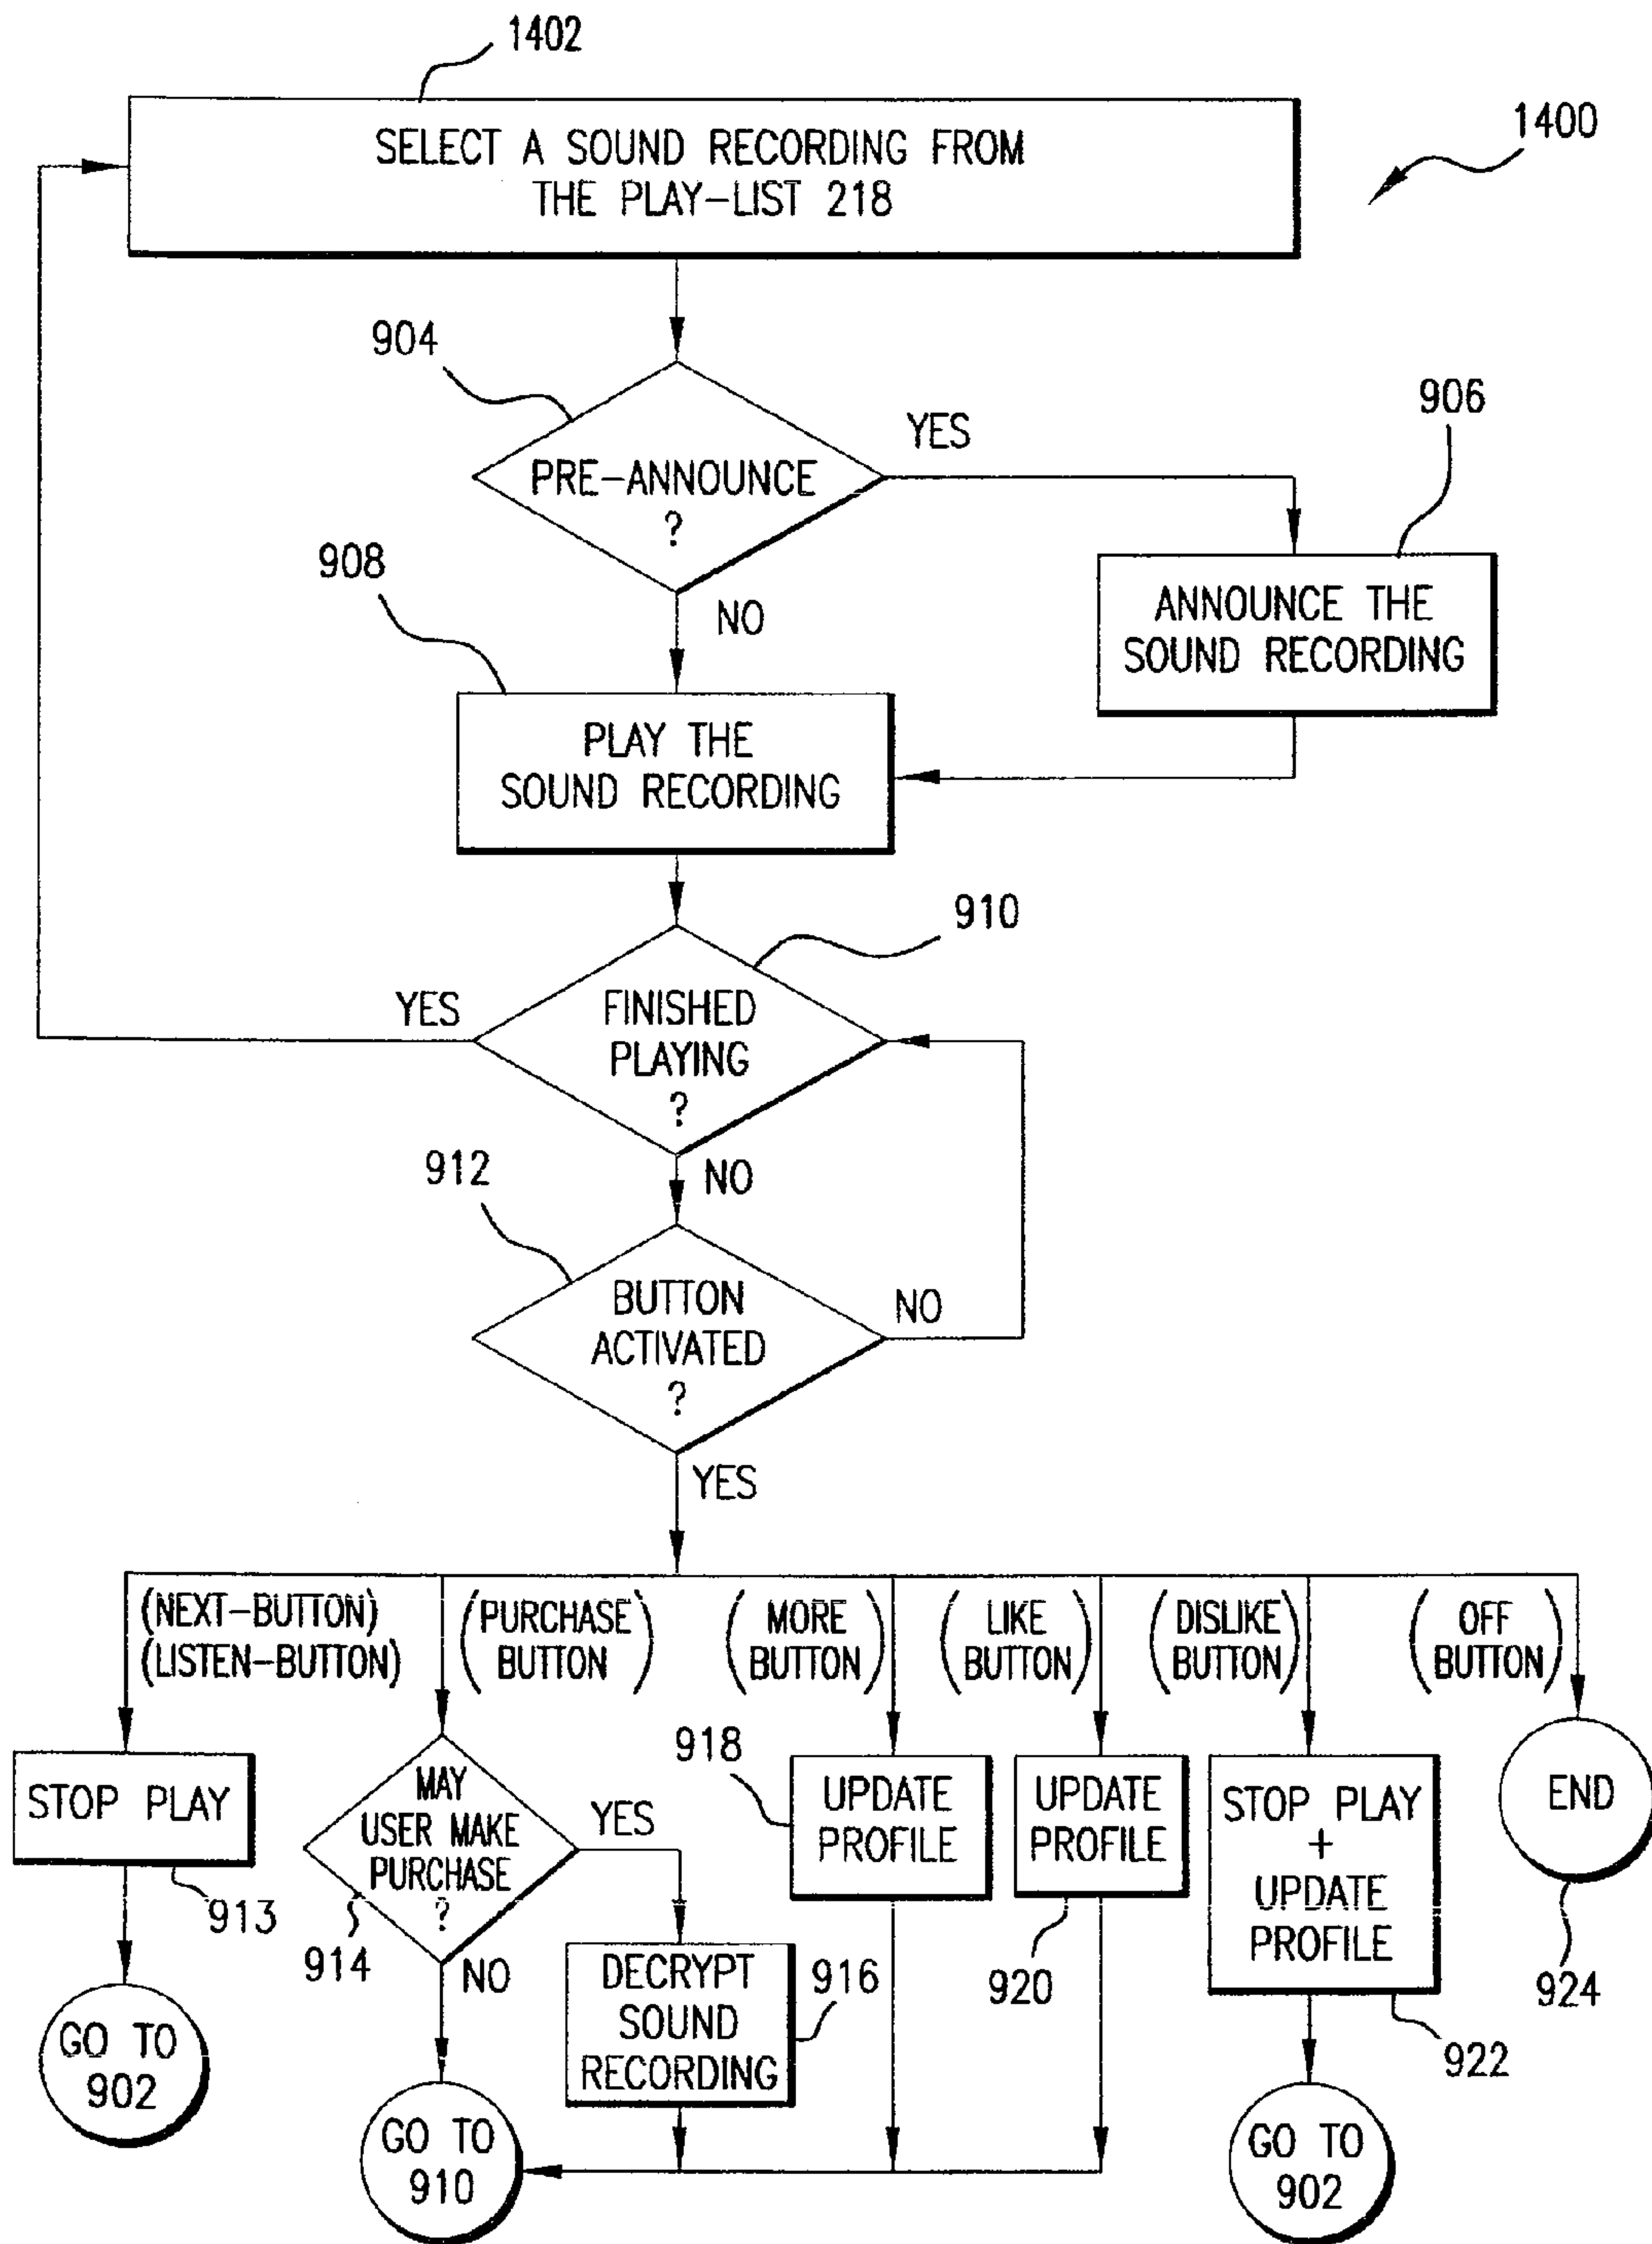 1402
1400
SELECT A SOUND RECORDING FROM
THE PLAY-LIST 218
904
PRE-ANNOUNCE
?
YES
NO
906
ANNOUNCE THE
SOUND RECORDING
908
PLAY THE
SOUND RECORDING
910
FINISHED
PLAYING
?
YES
NO
912
BUTTON
ACTIVATED
?
NO
YES
(NEXT-BUTTON)
(LISTEN-BUTTON)
(PURCHASE
BUTTON)
(MORE
BUTTON)
(LIKE
BUTTON)
(DISLIKE
BUTTON)
(OFF
BUTTON)
STOP PLAY
913
GO TO
902
MAY
USER MAKE
PURCHASE
?
914
YES
NO
DECRYPT
SOUND
RECORDING
916
GO TO
910
918
UPDATE
PROFILE
UPDATE
PROFILE
920
STOP PLAY
+
UPDATE
PROFILE
922
GO TO
902
END
924